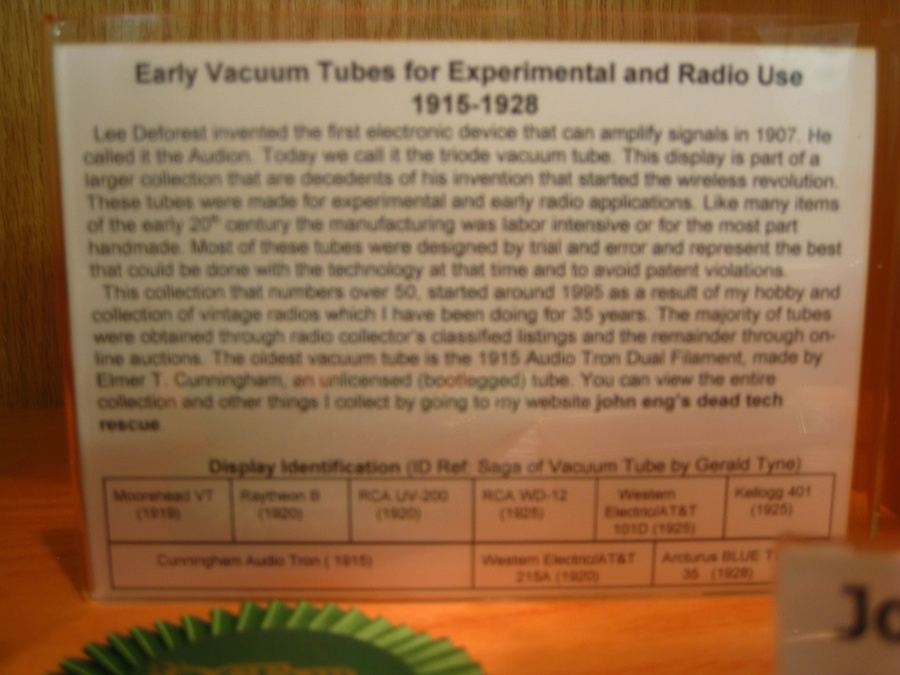 Early Vacuum Tubes for Experimental and Radio Use
1915-1928
Lee Deforest invented the first electronic device that can amplify signals in 1907. He
called it the Audion. Today we call it the triode vacuum tube. This display is part of a
larger collection that are decedents of his invention that started the wireless revolution.
These tubes were made for experimental and early radio applications. Like many items
of the early 20th century the manufacturing was labor intensive or for the most part
handmade. Most of these tubes were designed by trial and error and represent the best
that could be done with the technology at that time and to avoid patent violations.
This collection that numbers over 50, started around 1995 as a result of my hobby and
collection of vintage radios which I have been doing for 35 years. The majority of tubes
were obtained through radio collector's classified listings and the remainder through on-
line auctions. The oldest vacuum tube is the 1915 Audio Tron Dual Filament, made by
Elmer T. Cunningham, an unlicensed (bootlegged) tube. You can view the entire
collection and other things I collect by going to my website john eng's dead tech
rescue.
Display Identification (ID Ref: Saga of Vacuum Tube by Gerald Tyne)
Moorehead VT
(1919)
Raytheon B
(1920)
RCA UV-200
(1920)
RCA WD-12
(1925)
Western
Electric/AT&T
101D (1925)
Kellogg 401
(1925)
Cunningham Audio Tron ( 1915)
Western Electric/AT&T
215A (1920)
Arcturus BLUE T
35 (1928)
Jo